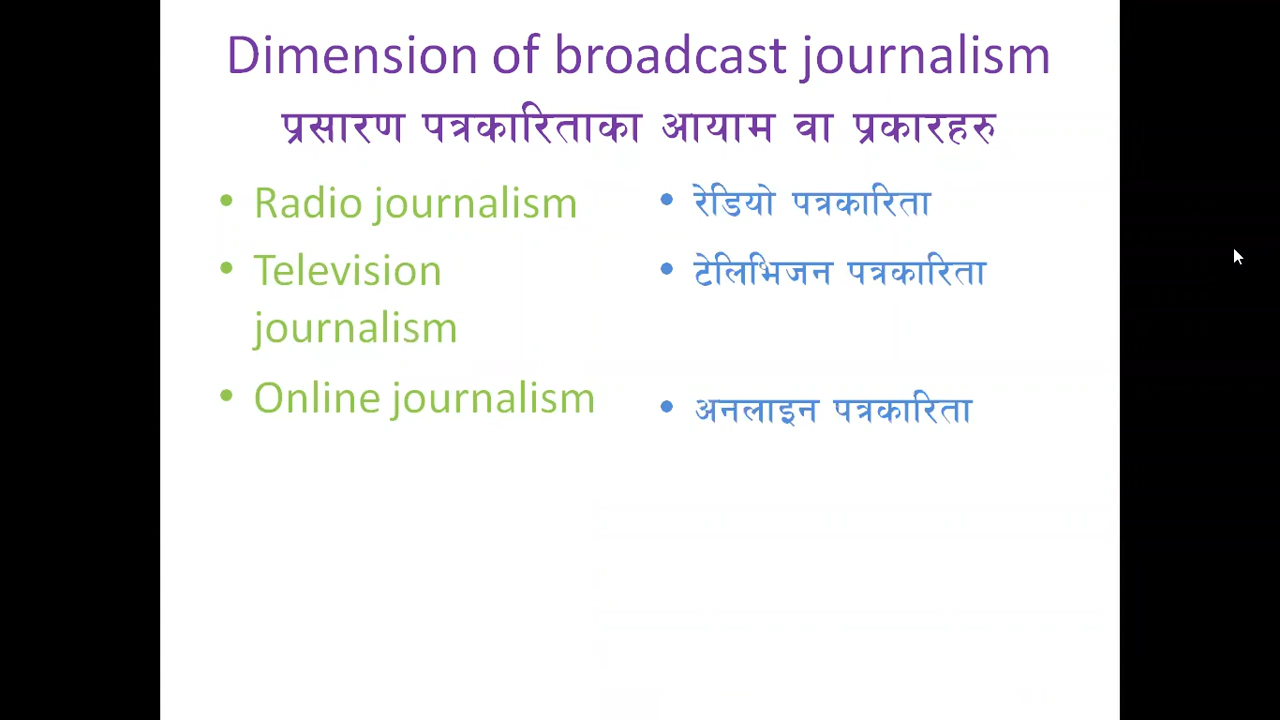 Dimension of broadcast journalism
प्रसारण पत्रकारिताका आयाम वा प्रकारहरु
• Radio journalism
• Television
journalism
• Online journalism
• रेडियो पत्रकारिता
• टेलिभिजन पत्रकारिता
• अनलाइन पत्रकारिता